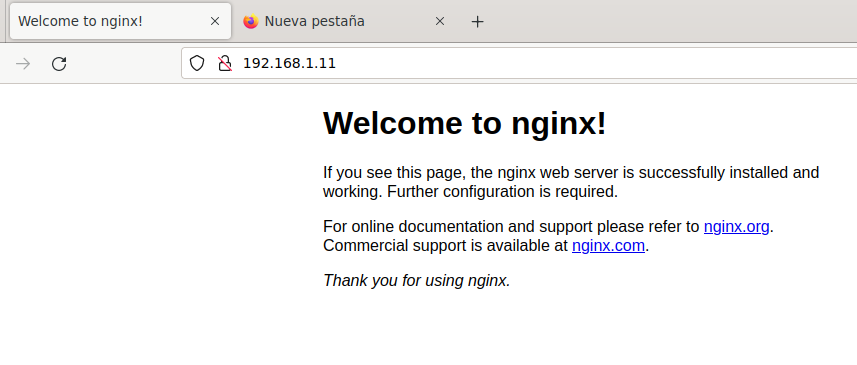 Welcome to nginx!
Nueva pestaña
192.168.1.11
Welcome to nginx!
If you see this page, the nginx web server is successfully installed and
working. Further configuration is required.
For online documentation and support please refer to nginx.org.
Commercial support is available at nginx.com.
Thank you for using nginx.